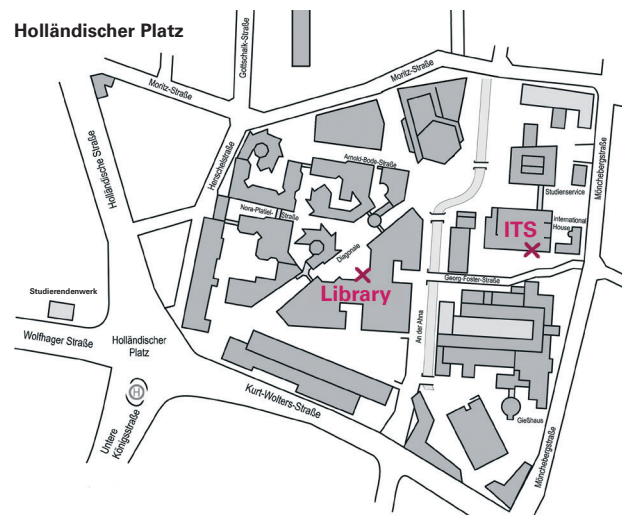 Holländischer Platz
Gottschalk-Straße
Moritz-Straße
Moritz-Straße
Holländische Straße
Henschelstraße
Arnold-Bode-Straße
Mönchebergstraße
Studienservice
Nora-Platiel-
Straße
International
House
ITS
Diagonale
Library
Georg-Foster-Straße
Studierendenwerk
An der Ahna
Wolfhager Straße
Holländischer
Platz
H
Kurt-Wolters-Straße
Untere
Königsstraße
Gießhaus
Mönchebergstraße